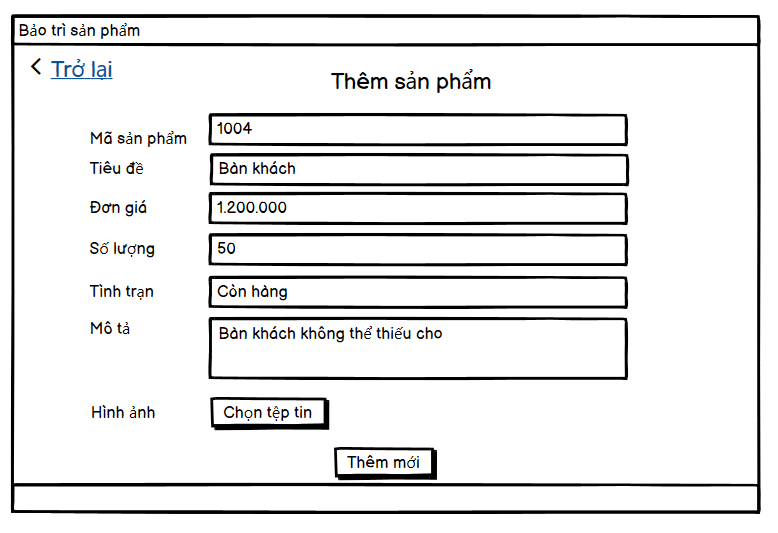 Bảo trì sản phẩm
< Trở lại
Thêm sản phẩm
Mã sản phẩm 1004
Tiêu đề Bàn khách
Đơn giá 1.200.000
Số lượng 50
Tình trạn Còn hàng
Mô tả Bàn khách không thể thiếu cho
Hình ảnh Chọn tệp tin
Thêm mới